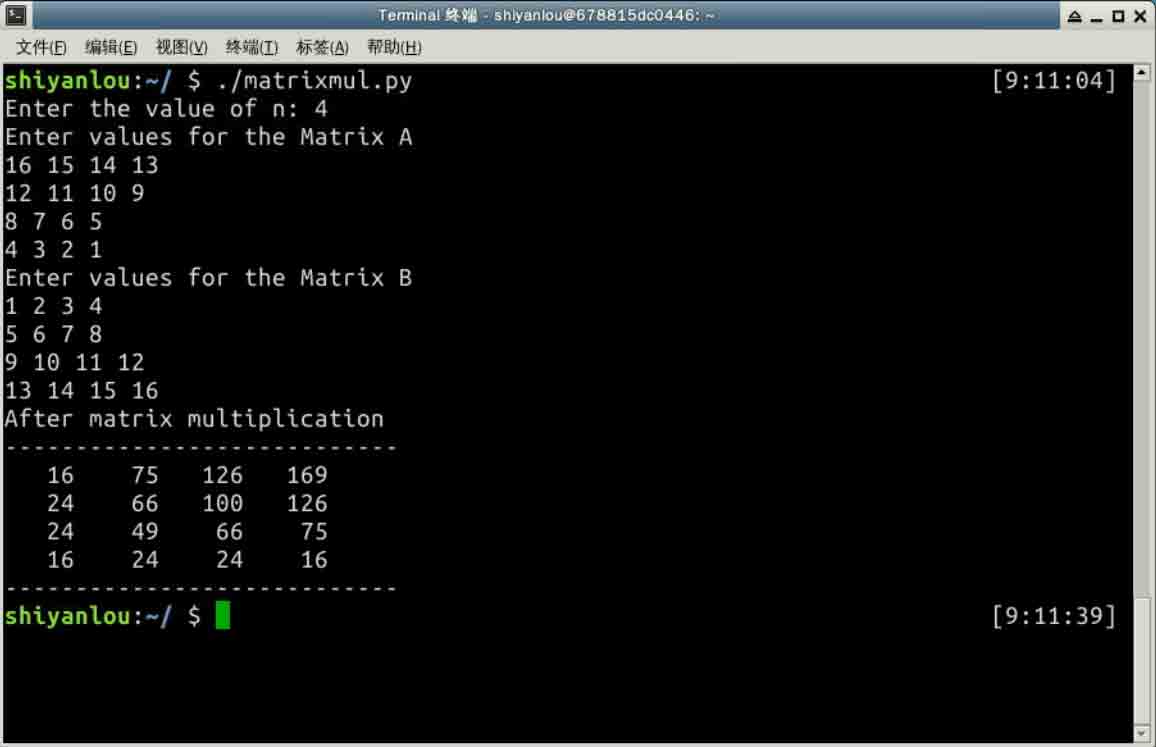 Terminal 终端 - shiyanlou@678815dc0446: ~
文件(F) 编辑(E) 视图(V) 终端(T) 标签(A) 帮助(H)
shiyanlou:~/ $ ./matrixmul.py [9:11:04]
Enter the value of n: 4
Enter values for the Matrix A
16 15 14 13
12 11 10 9
8 7 6 5
4 3 2 1
Enter values for the Matrix B
1 2 3 4
5 6 7 8
9 10 11 12
13 14 15 16
After matrix multiplication
----------------------------
16 75 126 169
24 66 100 126
24 49 66 75
16 24 24 16
----------------------------
shiyanlou:~/ $ [9:11:39]